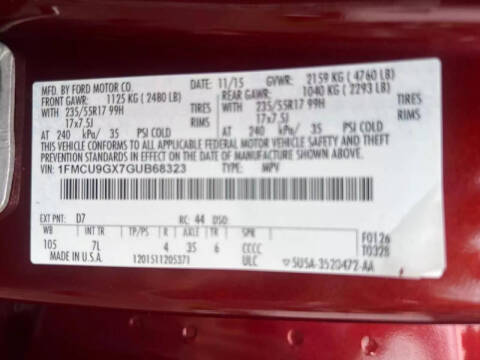 MFD. BY FORD MOTOR CO. DATE: 11/15 GVWR: 2159 KG ( 4760 LB)
FRONT GAWR: 1125 KG ( 2480 LB) REAR GAWR: 1040 KG ( 2293 LB)
WITH 235/55R17 99H TIRES WITH 235/55R17 99H TIRES
17x7.5J RIMS 17x7.5J RIMS
AT 240 kPa/ 35 PSI COLD AT 240 kPa/ 35 PSI COLD
THIS VEHICLE CONFORMS TO ALL APPLICABLE FEDERAL MOTOR VEHICLE SAFETY AND THEFT PREVENTION STANDARDS IN EFFECT ON THE DATE OF MANUFACTURE SHOWN ABOVE.
VIN: 1FMCU9GX7GUB68323 TYPE: MPV
EXT PNT: D7 RC: 44 DSO:
WB INT TR TP/PS R AXLE TR SPR F0126
105 7L 4 35 6 CCCC T0328
MADE IN U.S.A. 1201511205371 ULC 5U5A-3520472-AA